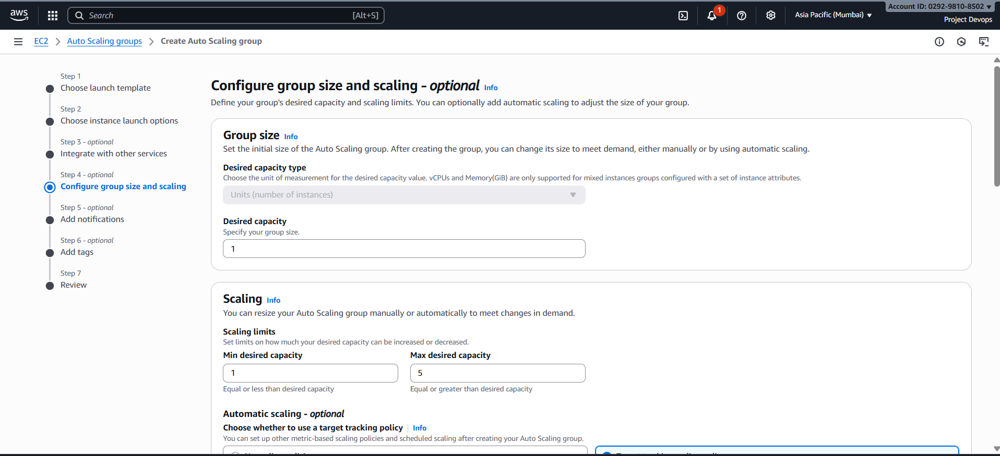 aws
Search
[Alt+S]
1
Asia Pacific (Mumbai)
Account ID: 0292-9810-8502
Project Devops
EC2
Auto Scaling groups
Create Auto Scaling group
Step 1
Choose launch template
Step 2
Choose instance launch options
Step 3 - optional
Integrate with other services
Step 4 - optional
Configure group size and scaling
Step 5 - optional
Add notifications
Step 6 - optional
Add tags
Step 7
Review
Configure group size and scaling - optional Info
Define your group's desired capacity and scaling limits. You can optionally add automatic scaling to adjust the size of your group.
Group size Info
Set the initial size of the Auto Scaling group. After creating the group, you can change its size to meet demand, either manually or by using automatic scaling.
Desired capacity type
Choose the unit of measurement for the desired capacity value. vCPUs and Memory(GiB) are only supported for mixed instances groups configured with a set of instance attributes.
Units (number of instances)
Desired capacity
Specify your group size.
1
Scaling Info
You can resize your Auto Scaling group manually or automatically to meet changes in demand.
Scaling limits
Set limits on how much your desired capacity can be increased or decreased.
Min desired capacity
1
Equal or less than desired capacity
Max desired capacity
5
Equal or greater than desired capacity
Automatic scaling - optional
Choose whether to use a target tracking policy Info
You can set up other metric-based scaling policies and scheduled scaling after creating your Auto Scaling group.